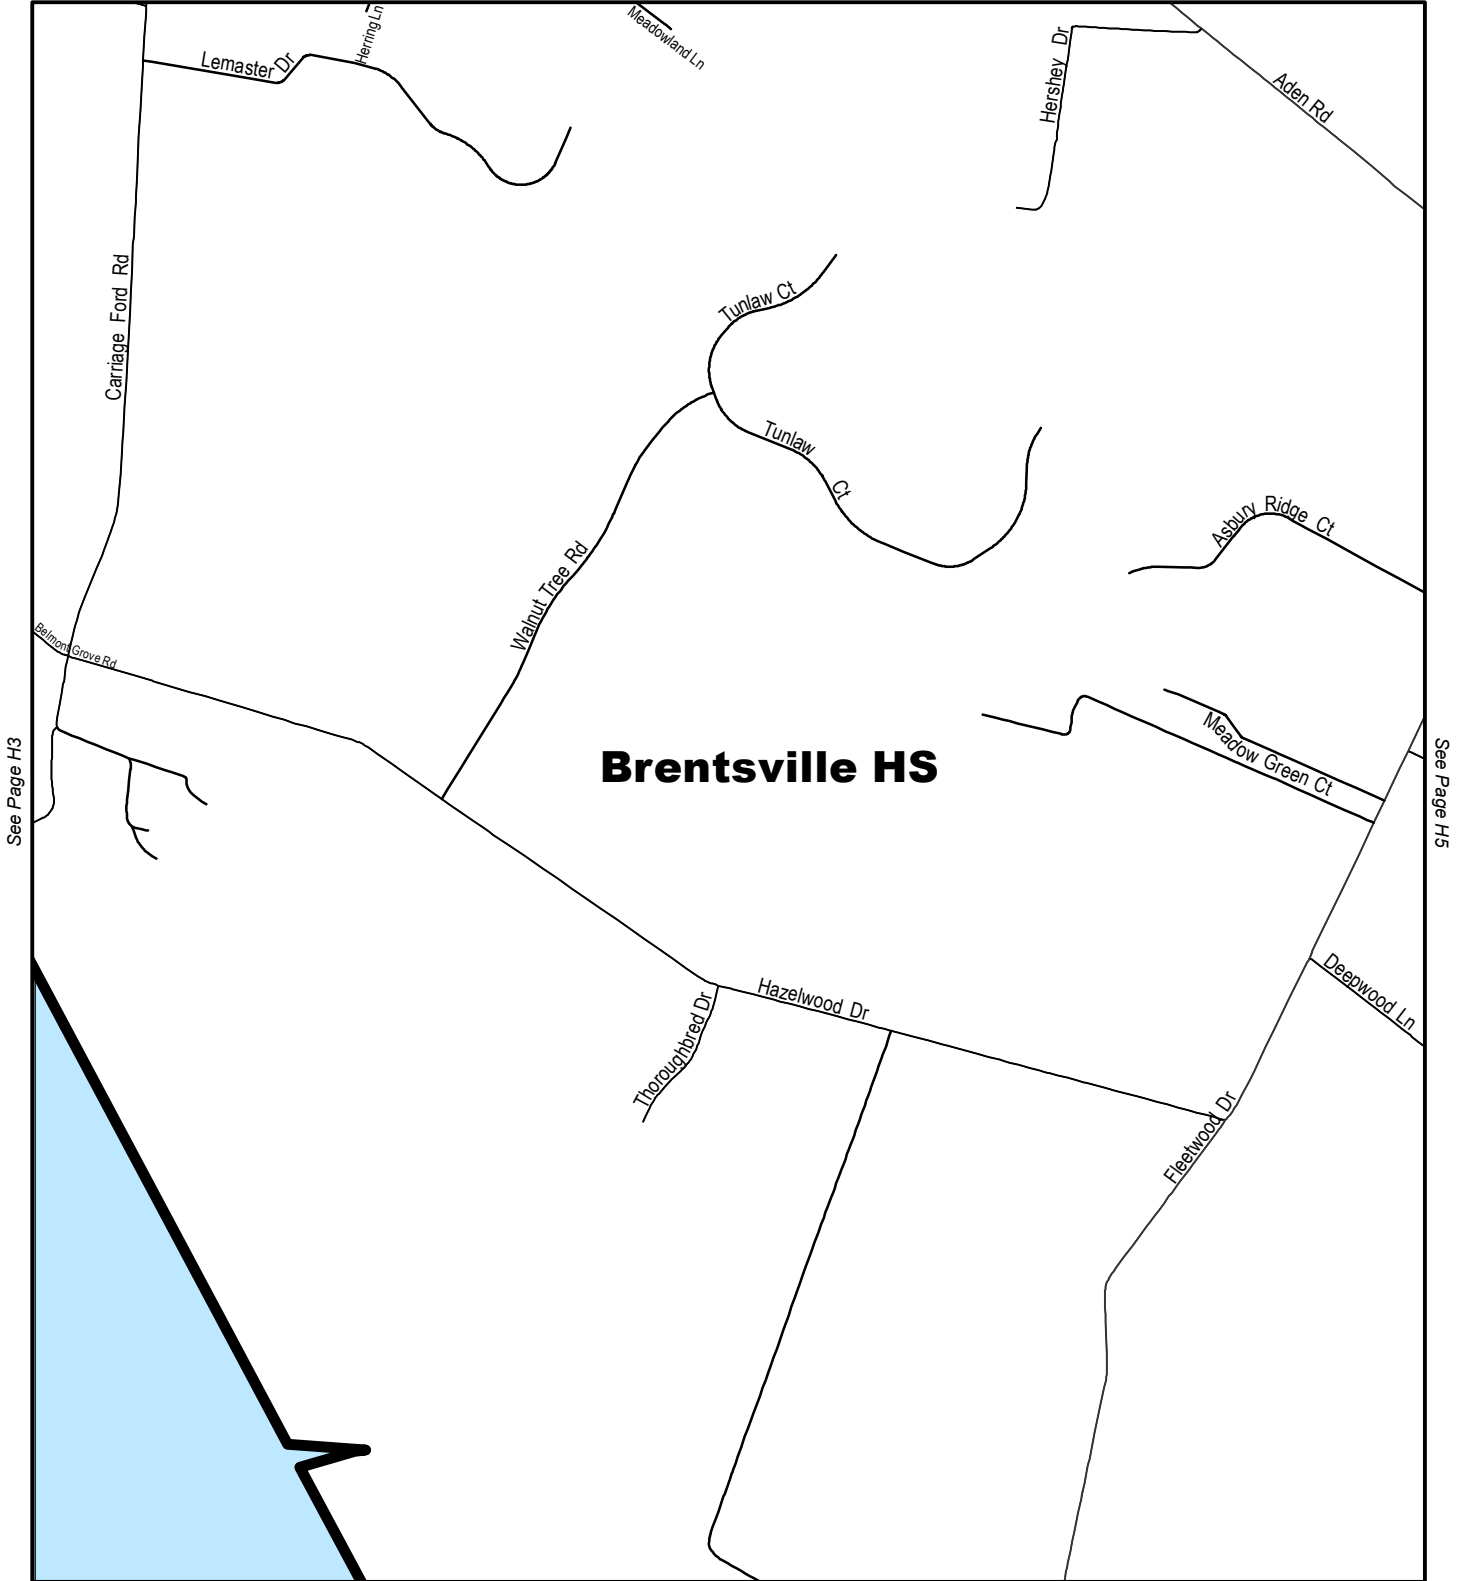 Herring Ln
Meadowland Ln
Hershey Dr
Lemaster Dr
Aden Rd
Carriage Ford Rd
Tunlaw Ct
Tunlaw Ct
Asbury Ridge Ct
Walnut Tree Rd
Belmont Grove Rd
Meadow Green Ct
See Page H3
Brentsville HS
See Page H5
Deepwood Ln
Hazelwood Dr
Thoroughbred Dr
Fleetwood Dr